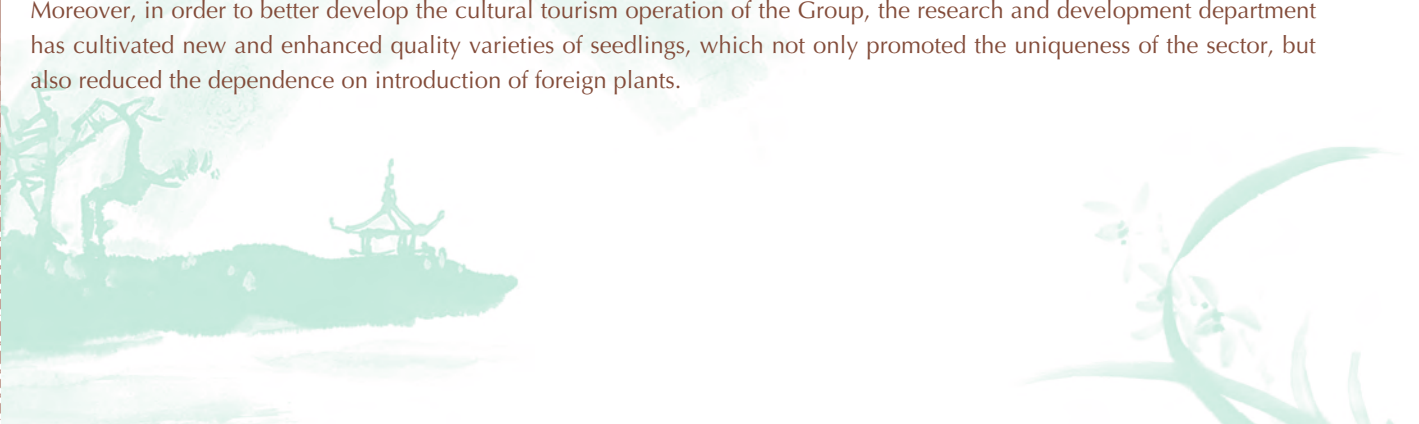 Moreover, in order to better develop the cultural tourism operation of the Group, the research and development department
has cultivated new and enhanced quality varieties of seedlings, which not only promoted the uniqueness of the sector, but
also reduced the dependence on introduction of foreign plants.